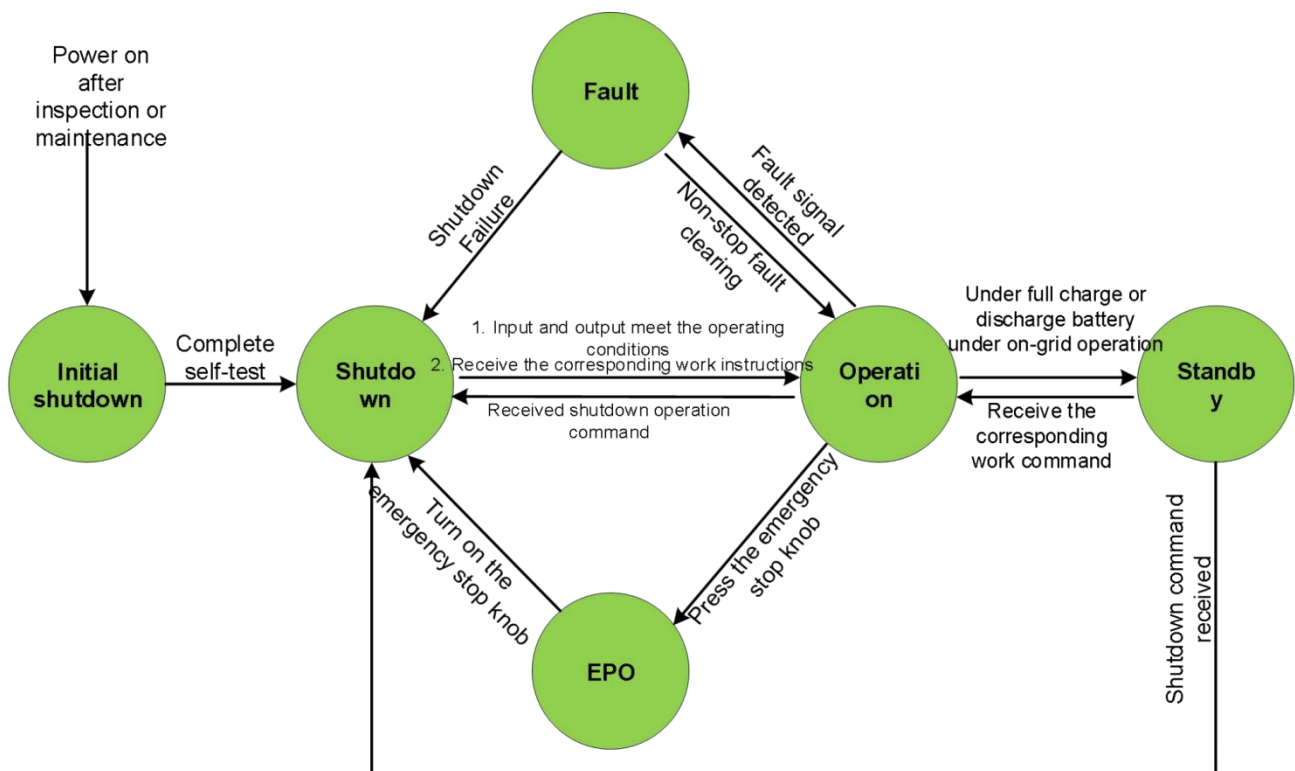 Power on
after
inspection or
maintenance
Fault
Shutdown
Failure
Non-stop fault
clearing
Fault signal
detected
Initial
shutdown
Complete
self-test
Shutdo
wn
1. Input and output meet the operating
conditions
2. Receive the corresponding work instructions
Received shutdown operation
command
Operati
on
Under full charge or
discharge battery
under on-grid operation
Receive the
corresponding
work command
Standb
y
Turn on the
emergency stop knob
Press the emergency
stop knob
EPO
Shutdown command
received